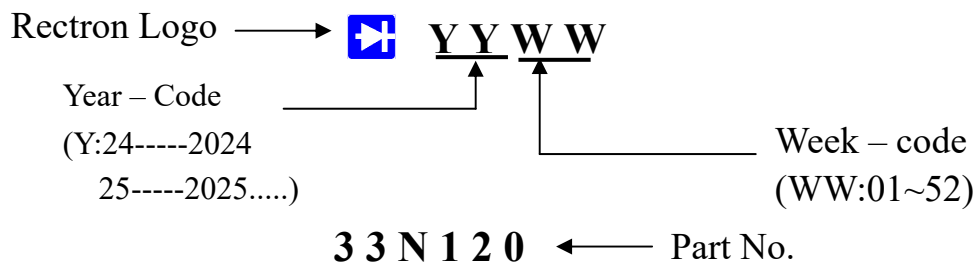 Rectron Logo
Y Y W W
Year – Code
(Y:24-----2024
25-----2025.....)
Week – code
(WW:01~52)
3 3 N 1 2 0
Part No.